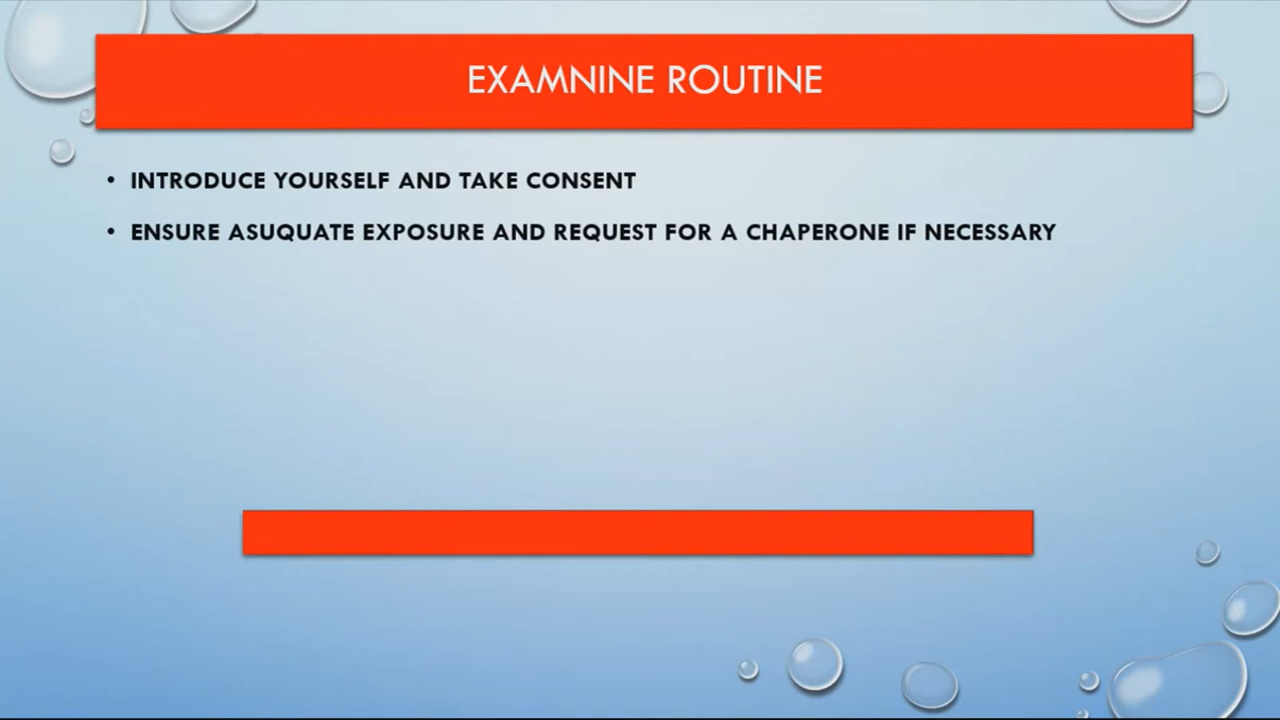 EXAMNINE ROUTINE
• INTRODUCE YOURSELF AND TAKE CONSENT
• ENSURE ASUQUATE EXPOSURE AND REQUEST FOR A CHAPERONE IF NECESSARY